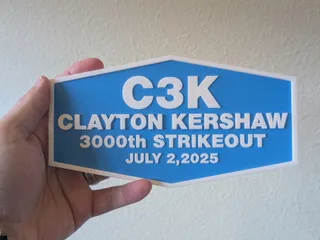 C3K
CLAYTON KERSHAW
3000th STRIKEOUT
JULY 2,2025